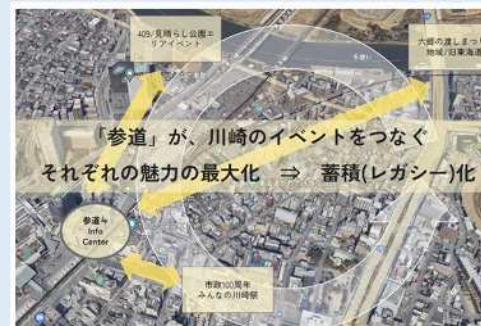 409/見晴らし公園エ
リアイベント
六郷の渡しまつり
地域/旧東海道
「参道」が、川崎のイベントをつなぐ
それぞれの魅力の最大化 ⇒ 蓄積(レガシー)化
参道4
Info
Center
市政100周年
みんなの川崎祭